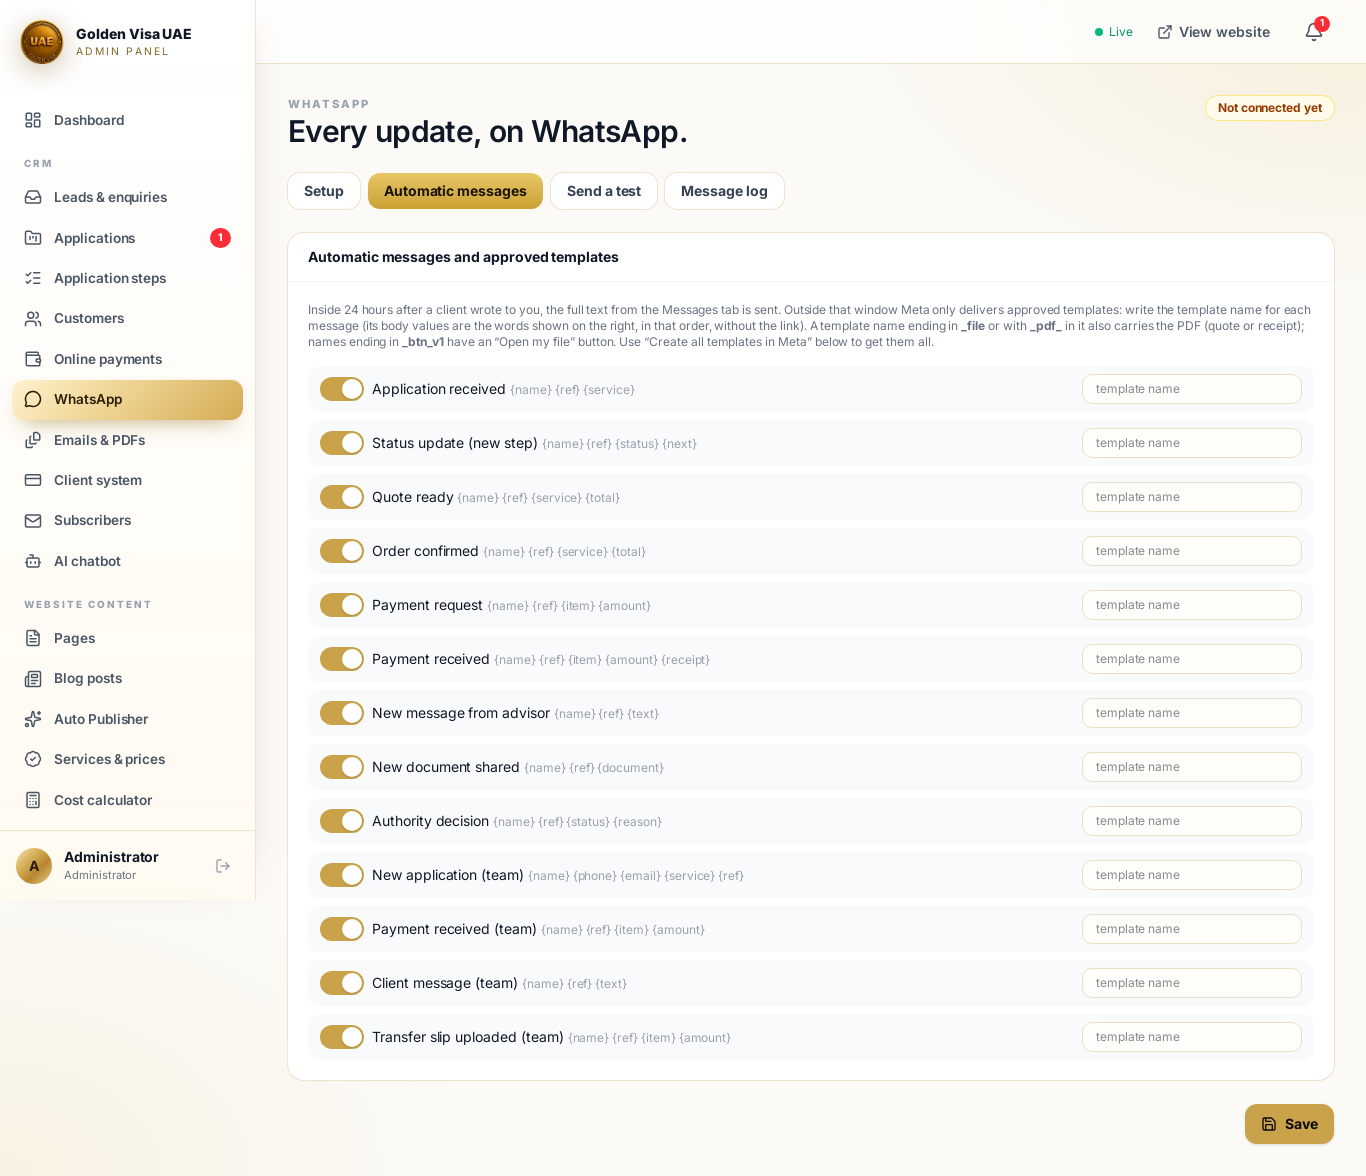 UAE
Golden Visa UAE
ADMIN PANEL
Dashboard
CRM
Leads & enquiries
Applications 1
Application steps
Customers
Online payments
WhatsApp
Emails & PDFs
Client system
Subscribers
AI chatbot
WEBSITE CONTENT
Pages
Blog posts
Auto Publisher
Services & prices
Cost calculator
A
Administrator
Administrator
Live
View website
1
WHATSAPP
Every update, on WhatsApp.
Not connected yet
Setup
Automatic messages
Send a test
Message log
Automatic messages and approved templates
Inside 24 hours after a client wrote to you, the full text from the Messages tab is sent. Outside that window Meta only delivers approved templates: write the template name for each
message (its body values are the words shown on the right, in that order, without the link). A template name ending in _file or with _pdf_ in it also carries the PDF (quote or receipt);
names ending in _btn_v1 have an “Open my file” button. Use “Create all templates in Meta” below to get them all.
Application received {name} {ref} {service} template name
Status update (new step) {name} {ref} {status} {next} template name
Quote ready {name} {ref} {service} {total} template name
Order confirmed {name} {ref} {service} {total} template name
Payment request {name} {ref} {item} {amount} template name
Payment received {name} {ref} {item} {amount} {receipt} template name
New message from advisor {name} {ref} {text} template name
New document shared {name} {ref} {document} template name
Authority decision {name} {ref} {status} {reason} template name
New application (team) {name} {phone} {email} {service} {ref} template name
Payment received (team) {name} {ref} {item} {amount} template name
Client message (team) {name} {ref} {text} template name
Transfer slip uploaded (team) {name} {ref} {item} {amount} template name
Save